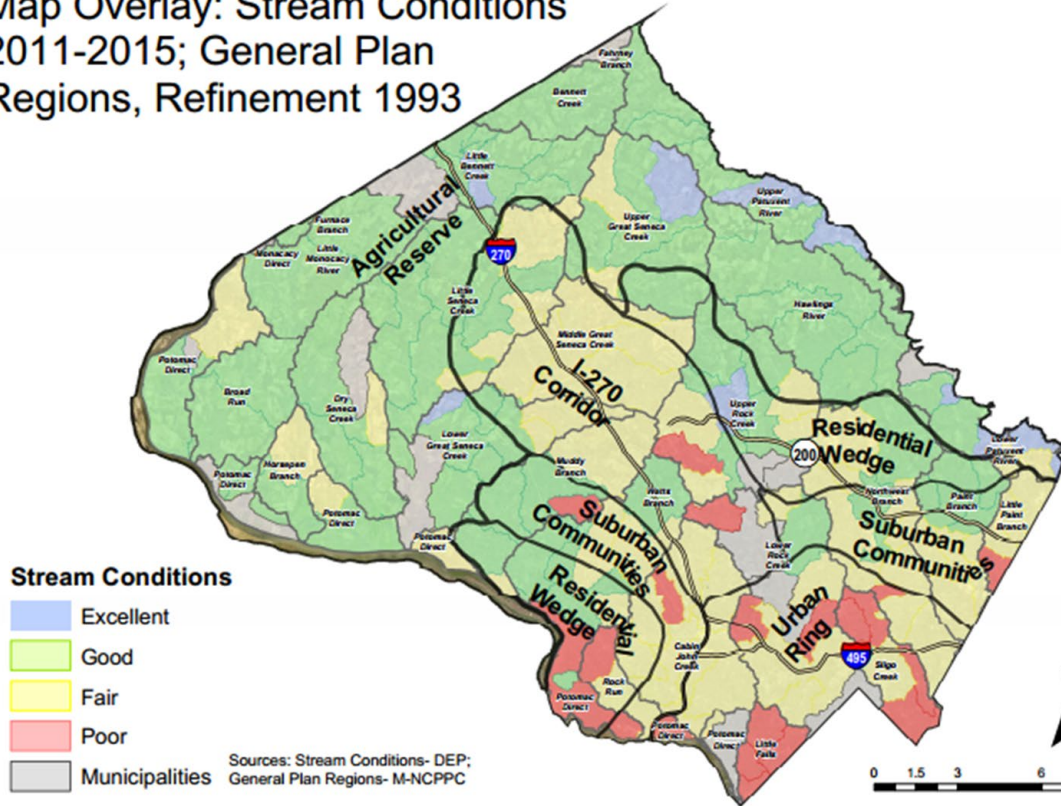 Map Overlay: Stream Conditions
2011-2015; General Plan
Regions, Refinement 1993
Fahrney
Branch
Bennett
Creek
Little
Bennett
Creek
Upper
Patuxent
River
Furnace
Branch
Agricultural
Reserve
Upper
Great Seneca
Creek
Monacacy
Direct
Little
Monocacy
River
270
Little
Seneca
Creek
Hawlings
River
Middle Great
Seneca Creek
Potomac
Direct
I-270
Corridor
Broad
Run
Dry
Seneca
Creek
Upper
Rock
Creek
Lower
Great Seneca
Creek
Residential
Wedge
200
Lower
Patuxent
River
Horsepen
Branch
Potomac
Direct
Muddy
Branch
Watts
Branch
Northwest
Branch
Paint
Branch
Little
Paint
Branch
Potomac
Direct
Suburban
Communities
Suburban
Communities
Potomac
Direct
Lower
Rock
Creek
Residential
Wedge
Urban
Ring
Cabin
John
Creek
495
Sligo
Creek
Rock
Run
Potomac
Direct
Potomac
Direct
Potomac
Direct
Little
Falls
Stream Conditions
Excellent
Good
Fair
Poor
Municipalities
Sources: Stream Conditions- DEP;
General Plan Regions- M-NCPPC
0 1.5 3 6